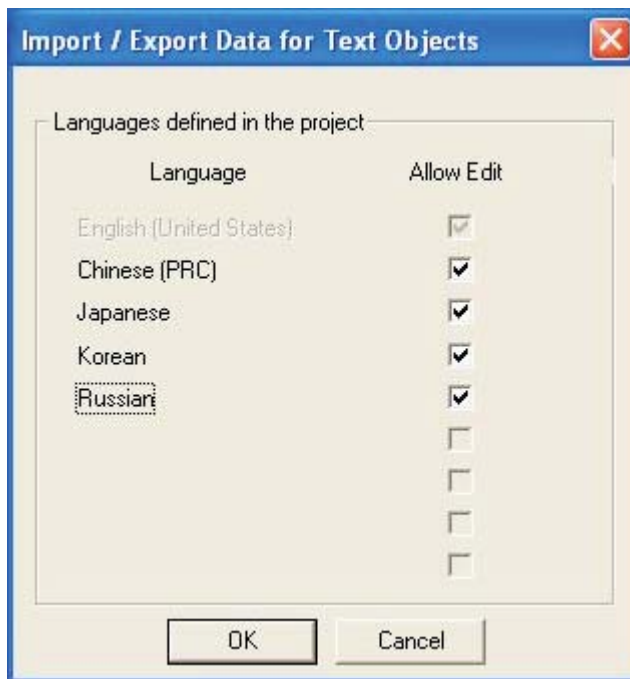 Import / Export Data for Text Objects
Languages defined in the project
Language Allow Edit
English (United States)
Chinese (PRC)
Japanese
Korean
Russian
OK Cancel